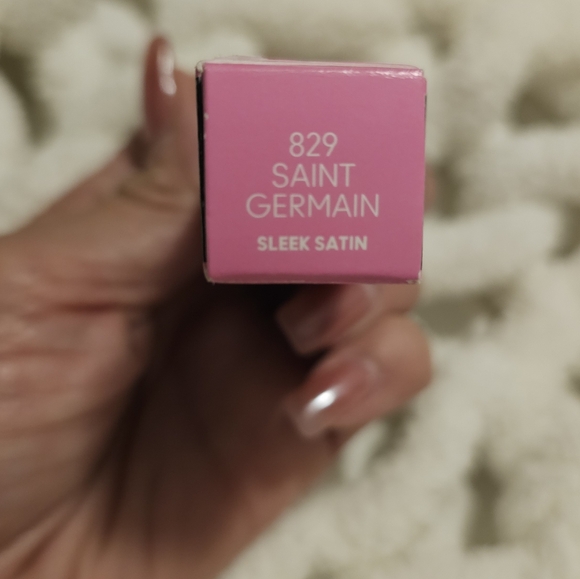 829
SAINT
GERMAIN
SLEEK SATIN